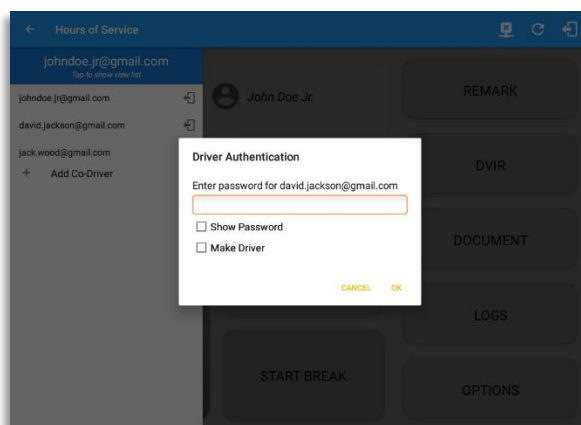 Hours of Service
johndoe.jr@gmail.com
Tap to show view list
johndoe.jr@gmail.com
david.jackson@gmail.com
jack.wood@gmail.com
+ Add Co-Driver
John Doe Jr.
REMARK
DVIR
DOCUMENT
LOGS
OPTIONS
START BREAK
Driver Authentication
Enter password for david.jackson@gmail.com
Show Password
Make Driver
CANCEL OK